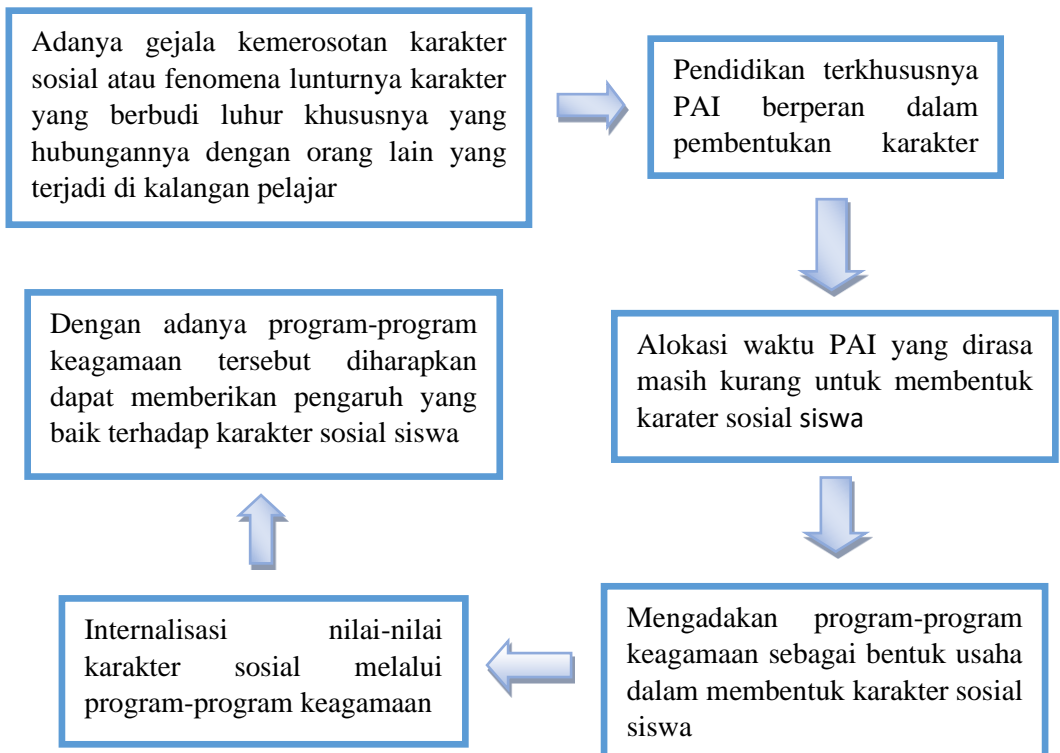 Adanya gejala kemerosotan karakter
sosial atau fenomena lunturnya karakter
yang berbudi luhur khususnya yang
hubungannya dengan orang lain yang
terjadi di kalangan pelajar
Pendidikan terkhususnya
PAI berperan dalam
pembentukan karakter
Alokasi waktu PAI yang dirasa
masih kurang untuk membentuk
karater sosial siswa
Mengadakan program-program
keagamaan sebagai bentuk usaha
dalam membentuk karakter sosial
siswa
Internalisasi nilai-nilai
karakter sosial melalui
program-program keagamaan
Dengan adanya program-program
keagamaan tersebut diharapkan
dapat memberikan pengaruh yang
baik terhadap karakter sosial siswa